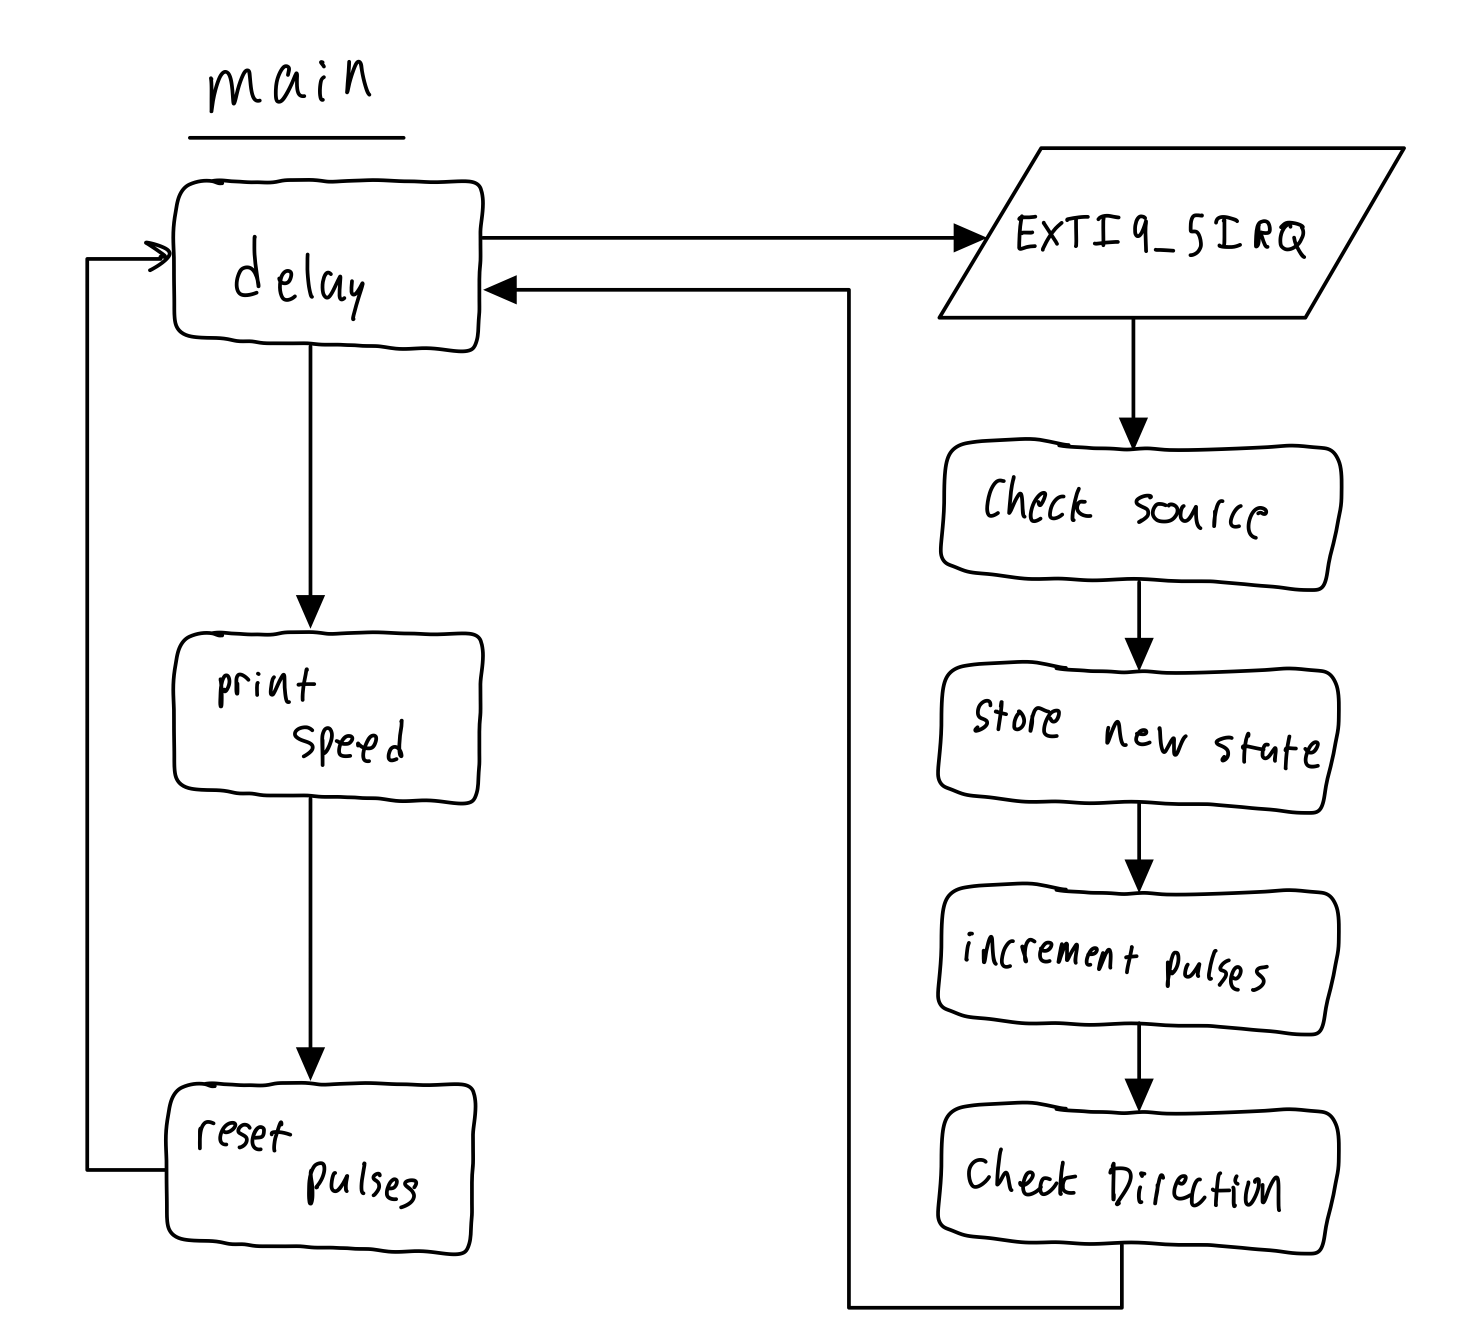 main
delay
print
speed
reset
pulses
EXTI9_5IRQ
Check source
store new state
increment pulses
Check Direction